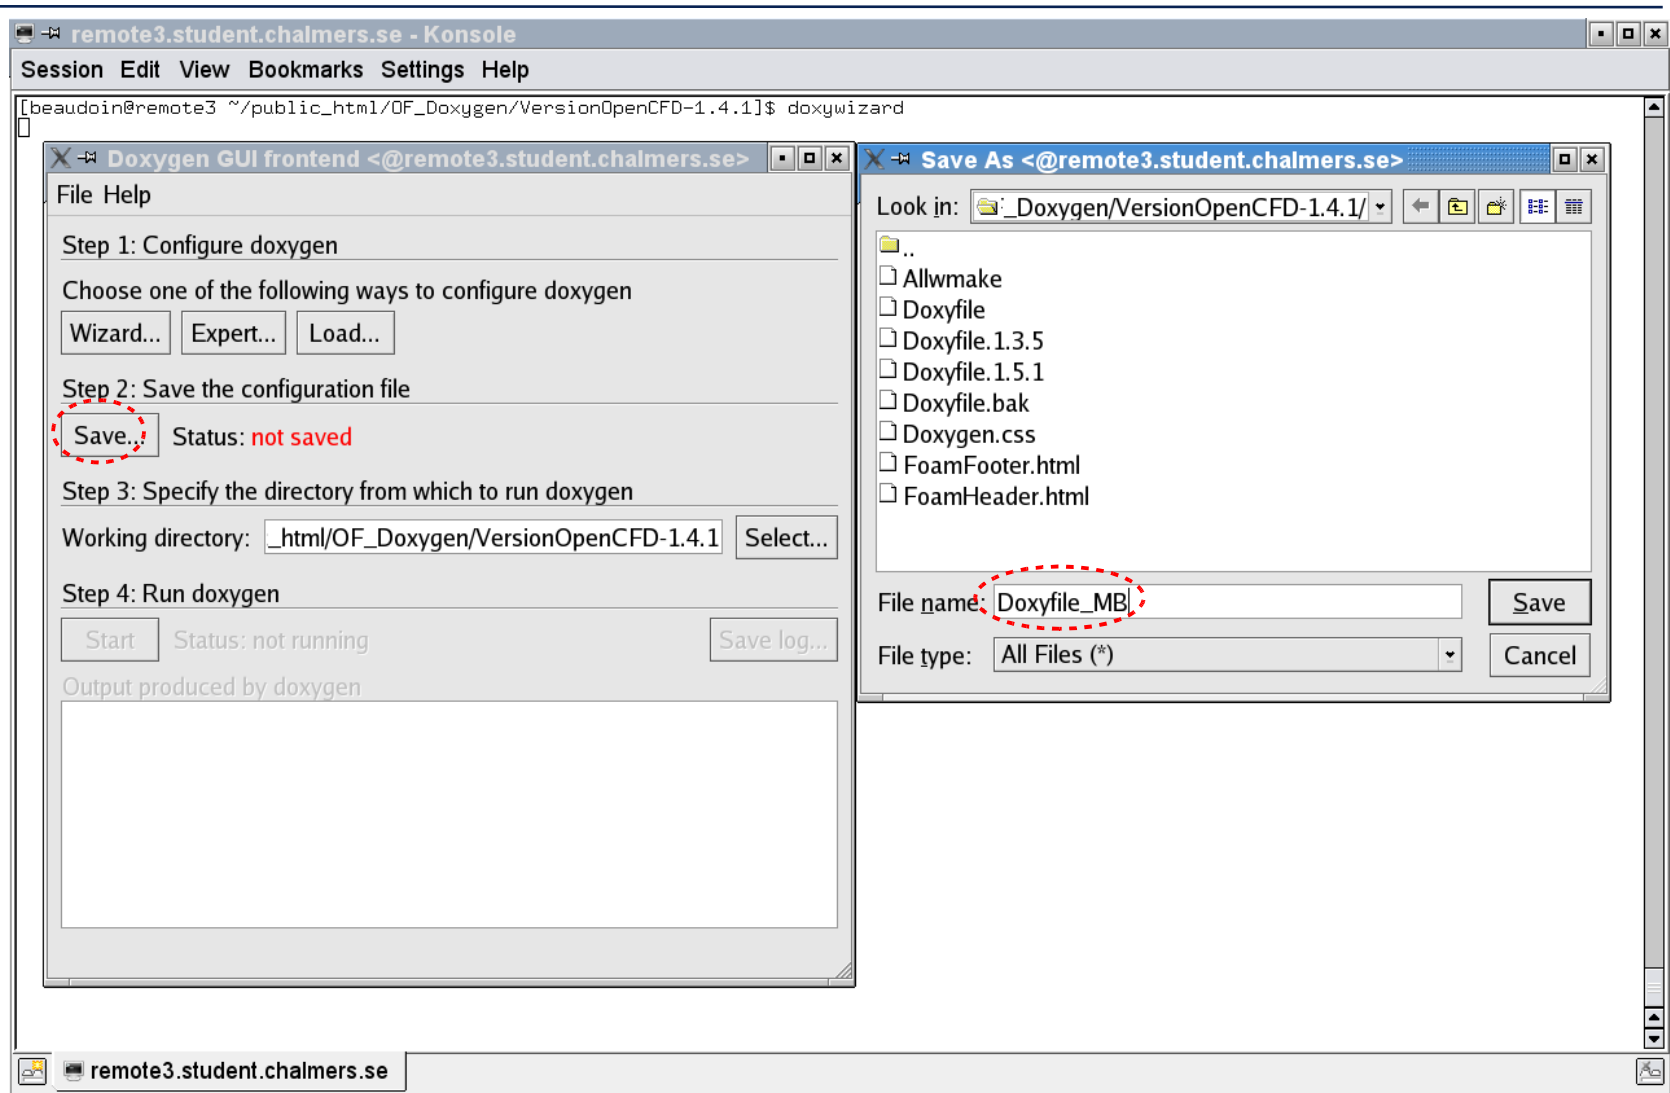 remote3.student.chalmers.se - Konsole
Session Edit View Bookmarks Settings Help
[beaudoin@remote3 ~/public_html/OF_Doxygen/VersionOpenCFD-1.4.1]$ doxywizard
Doxygen GUI frontend <@remote3.student.chalmers.se>
File Help
Step 1: Configure doxygen
Choose one of the following ways to configure doxygen
Wizard... Expert... Load...
Step 2: Save the configuration file
Save... Status: not saved
Step 3: Specify the directory from which to run doxygen
Working directory: _html/OF_Doxygen/VersionOpenCFD-1.4.1 Select...
Step 4: Run doxygen
Start Status: not running Save log...
Output produced by doxygen
Save As <@remote3.student.chalmers.se>
Look in: _Doxygen/VersionOpenCFD-1.4.1/
..
Allwmake
Doxyfile
Doxyfile.1.3.5
Doxyfile.1.5.1
Doxyfile.bak
Doxygen.css
FoamFooter.html
FoamHeader.html
File name: Doxyfile_MB Save
File type: All Files (*) Cancel
remote3.student.chalmers.se